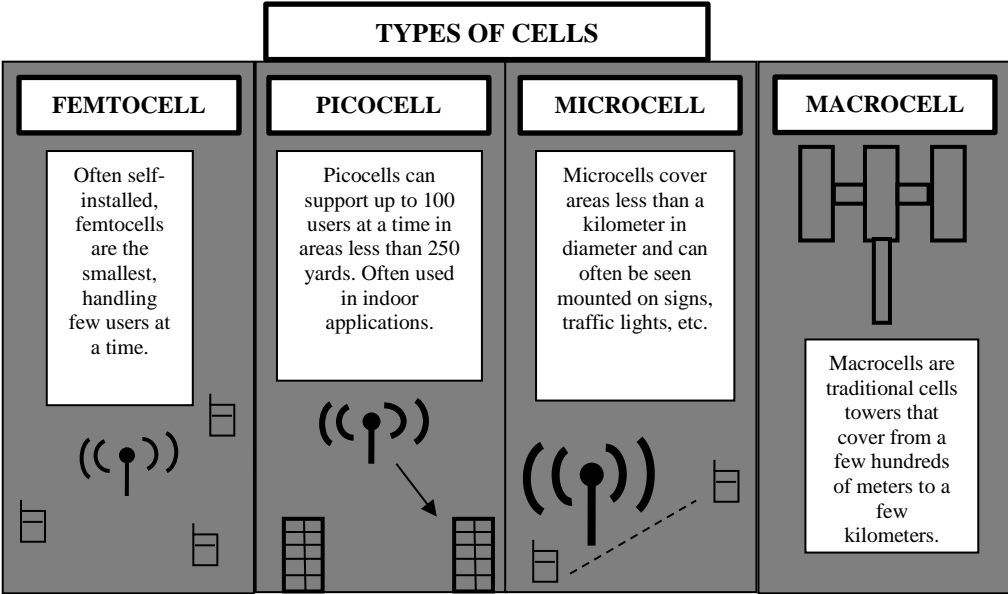 TYPES OF CELLS
FEMTOCELL
Often self-
installed,
femtocells
are the
smallest,
handling
few users at
a time.
PICOCELL
Picocells can
support up to 100
users at a time in
areas less than 250
yards. Often used
in indoor
applications.
MICROCELL
Microcells cover
areas less than a
kilometer in
diameter and can
often be seen
mounted on signs,
traffic lights, etc.
MACROCELL
Macrocells are
traditional cells
towers that
cover from a
few hundreds
of meters to a
few
kilometers.